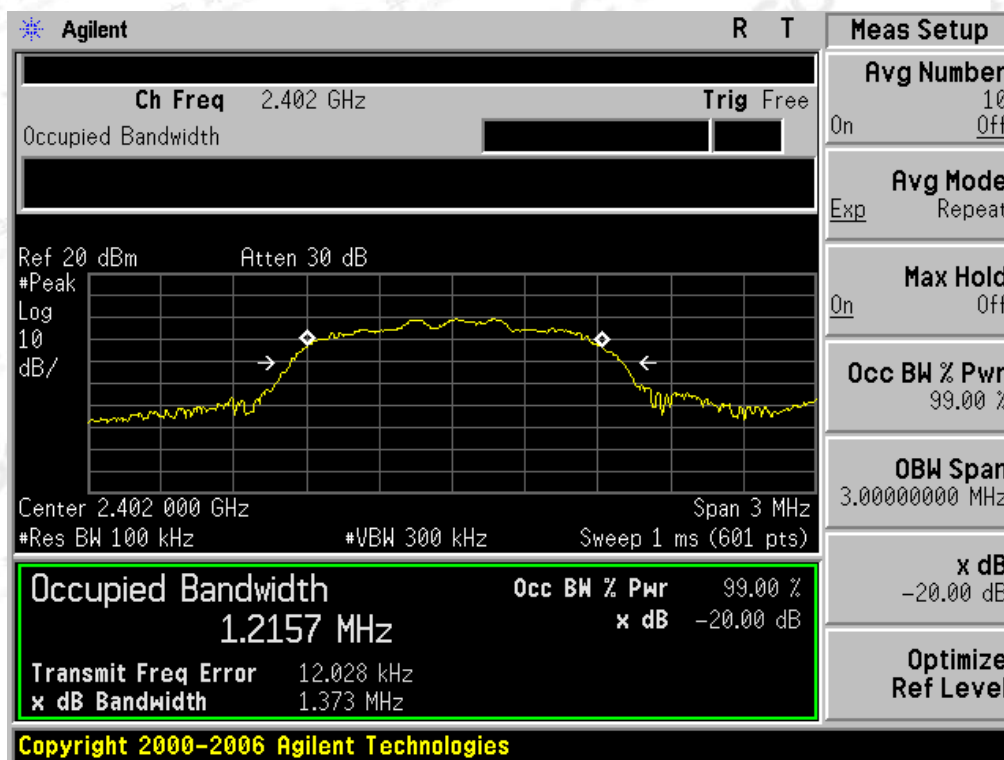 Agilent R T
Ch Freq 2.402 GHz Trig Free
Occupied Bandwidth
Ref 20 dBm Atten 30 dB
#Peak
Log
10
dB/
Center 2.402 000 GHz Span 3 MHz
#Res BW 100 kHz #VBW 300 kHz Sweep 1 ms (601 pts)
Occupied Bandwidth
1.2157 MHz
Occ BW % Pwr 99.00 %
x dB -20.00 dB
Transmit Freq Error 12.028 kHz
x dB Bandwidth 1.373 MHz
Copyright 2000-2006 Agilent Technologies
Meas Setup
Avg Number
10
On Off
Avg Mode
Exp Repeat
Max Hold
On Off
Occ BW % Pwr
99.00 %
OBW Span
3.00000000 MHz
x dB
-20.00 dB
Optimize
Ref Level